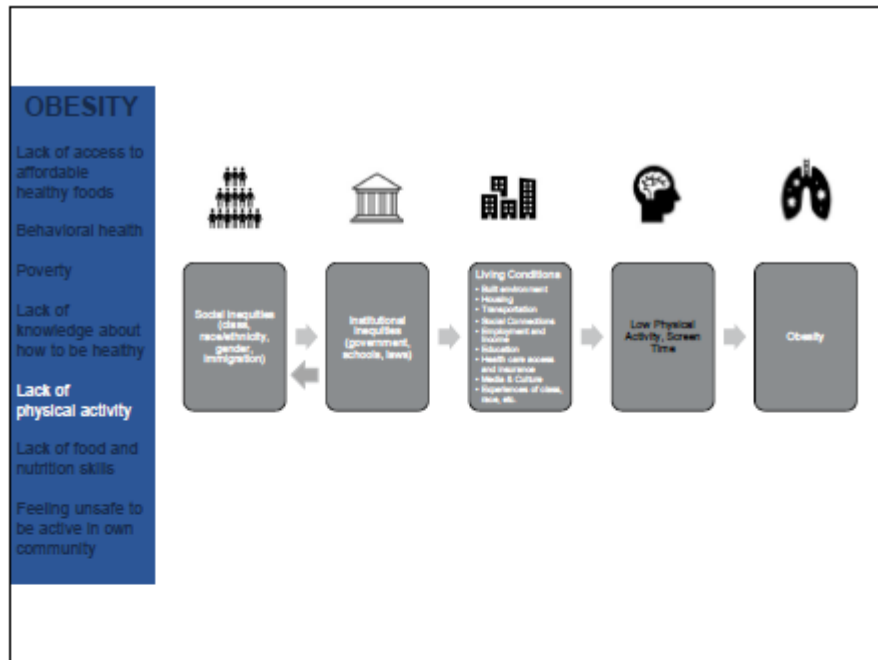 OBESITY
Lack of access to
affordable
healthy foods
Behavioral health
Poverty
Lack of
knowledge about
how to be healthy
Lack of
physical activity
Lack of food and
nutrition skills
Feeling unsafe to
be active in own
community
Social Inequities
(class,
race/ethnicity,
gender,
immigration)
Institutional
Inequities
(government,
schools, laws)
Living Conditions
• Built environment
• Housing
• Transportation
• Social Connections
• Employment and
Income
• Education
• Health care access
and insurance
• Media & Culture
• Experiences of class,
race, etc.
Low Physical
Activity, Screen
Time
Obesity